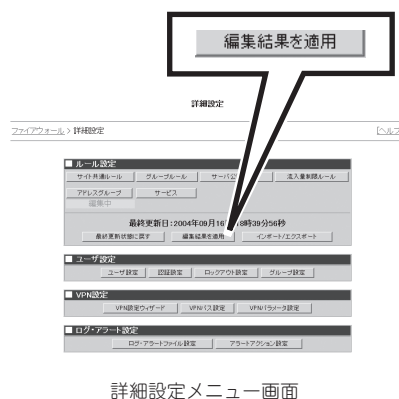 編集結果を適用
詳細設定
ファイアウォール > 詳細設定 [ヘルプ
■ ルール設定
サイト共通ルール グループルール サーバ公 流入量制限ルール
アドレスグループ サービス
編集中
最終更新日:2004年09月16 8時39分56秒
最終更新状態に戻す 編集結果を適用 インポート/エクスポート
■ ユーザ設定
ユーザ設定 認証設定 ロックアウト設定 グループ設定
■ VPN設定
VPN設定ウィザード VPNパス設定 VPNパラメータ設定
■ ログ・アラート設定
ログ・アラートファイル設定 アラートアクション設定
詳細設定メニュー画面